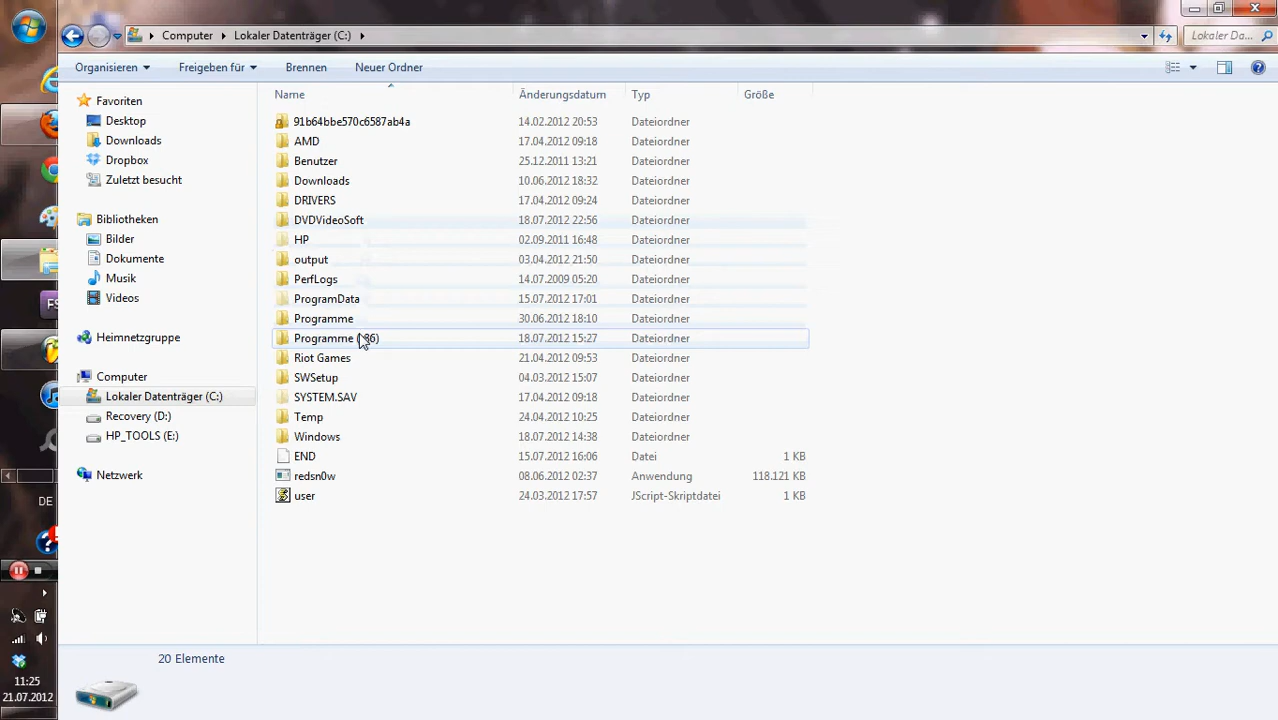 Computer Lokaler Datenträger (C:) Lokaler Da...
Organisieren Freigeben für Brennen Neuer Ordner
Name Änderungsdatum Typ Größe
Favoriten
Desktop
Downloads
Dropbox
Zuletzt besucht
Bibliotheken
Bilder
Dokumente
Musik
Videos
Heimnetzgruppe
Computer
Lokaler Datenträger (C:)
Recovery (D:)
HP_TOOLS (E:)
Netzwerk
91b64bbe570c6587ab4a 14.02.2012 20:53 Dateiordner
AMD 17.04.2012 09:18 Dateiordner
Benutzer 25.12.2011 13:21 Dateiordner
Downloads 10.06.2012 18:32 Dateiordner
DRIVERS 17.04.2012 09:24 Dateiordner
DVDVideoSoft 18.07.2012 22:56 Dateiordner
HP 02.09.2011 16:48 Dateiordner
output 03.04.2012 21:50 Dateiordner
PerfLogs 14.07.2009 05:20 Dateiordner
ProgramData 15.07.2012 17:01 Dateiordner
Programme 30.06.2012 18:10 Dateiordner
Programme (x86) 18.07.2012 15:27 Dateiordner
Riot Games 21.04.2012 09:53 Dateiordner
SWSetup 04.03.2012 15:07 Dateiordner
SYSTEM.SAV 17.04.2012 09:18 Dateiordner
Temp 24.04.2012 10:25 Dateiordner
Windows 18.07.2012 14:38 Dateiordner
END 15.07.2012 16:06 Datei 1 KB
redsn0w 08.06.2012 02:37 Anwendung 118.121 KB
user 24.03.2012 17:57 JScript-Skriptdatei 1 KB
20 Elemente
FS
DE
11:25
21.07.2012